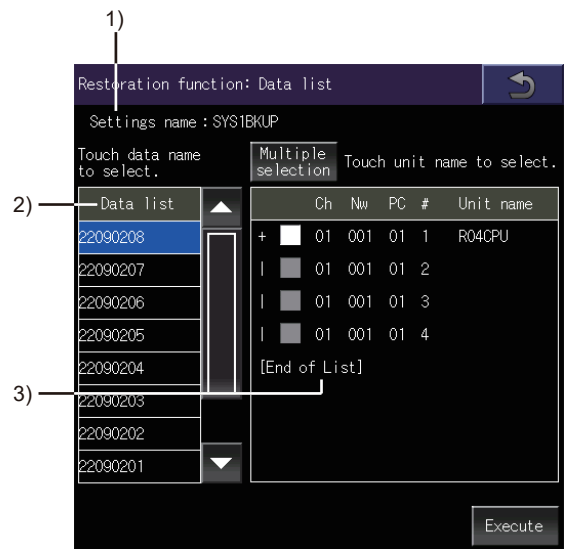 1)
Restoration function: Data list
Settings name : SYS1BKUP
Touch data name
to select.
Multiple
selection
Touch unit name to select.
2)
Data list
22090208
22090207
22090206
22090205
22090204
22090203
22090202
22090201
Ch Nw PC # Unit name
+ 01 001 01 1 R04CPU
| 01 001 01 2
| 01 001 01 3
| 01 001 01 4
[End of List]
3)
Execute